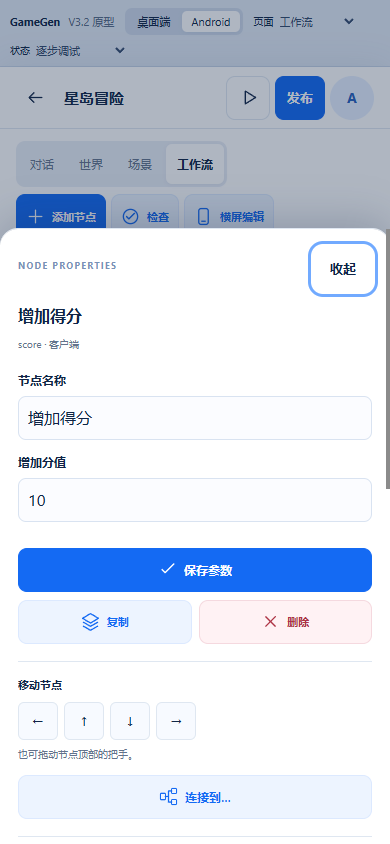 GameGen V3.2 原型 桌面端 Android 页面 工作流
状态 逐步调试
← 星岛冒险 发布 A
对话 世界 场景 工作流
添加节点 检查 横屏编辑
NODE PROPERTIES 收起
增加得分
score · 客户端
节点名称
增加得分
增加分值
10
保存参数
复制 删除
移动节点
← ↑ ↓ →
也可拖动节点顶部的把手。
连接到...